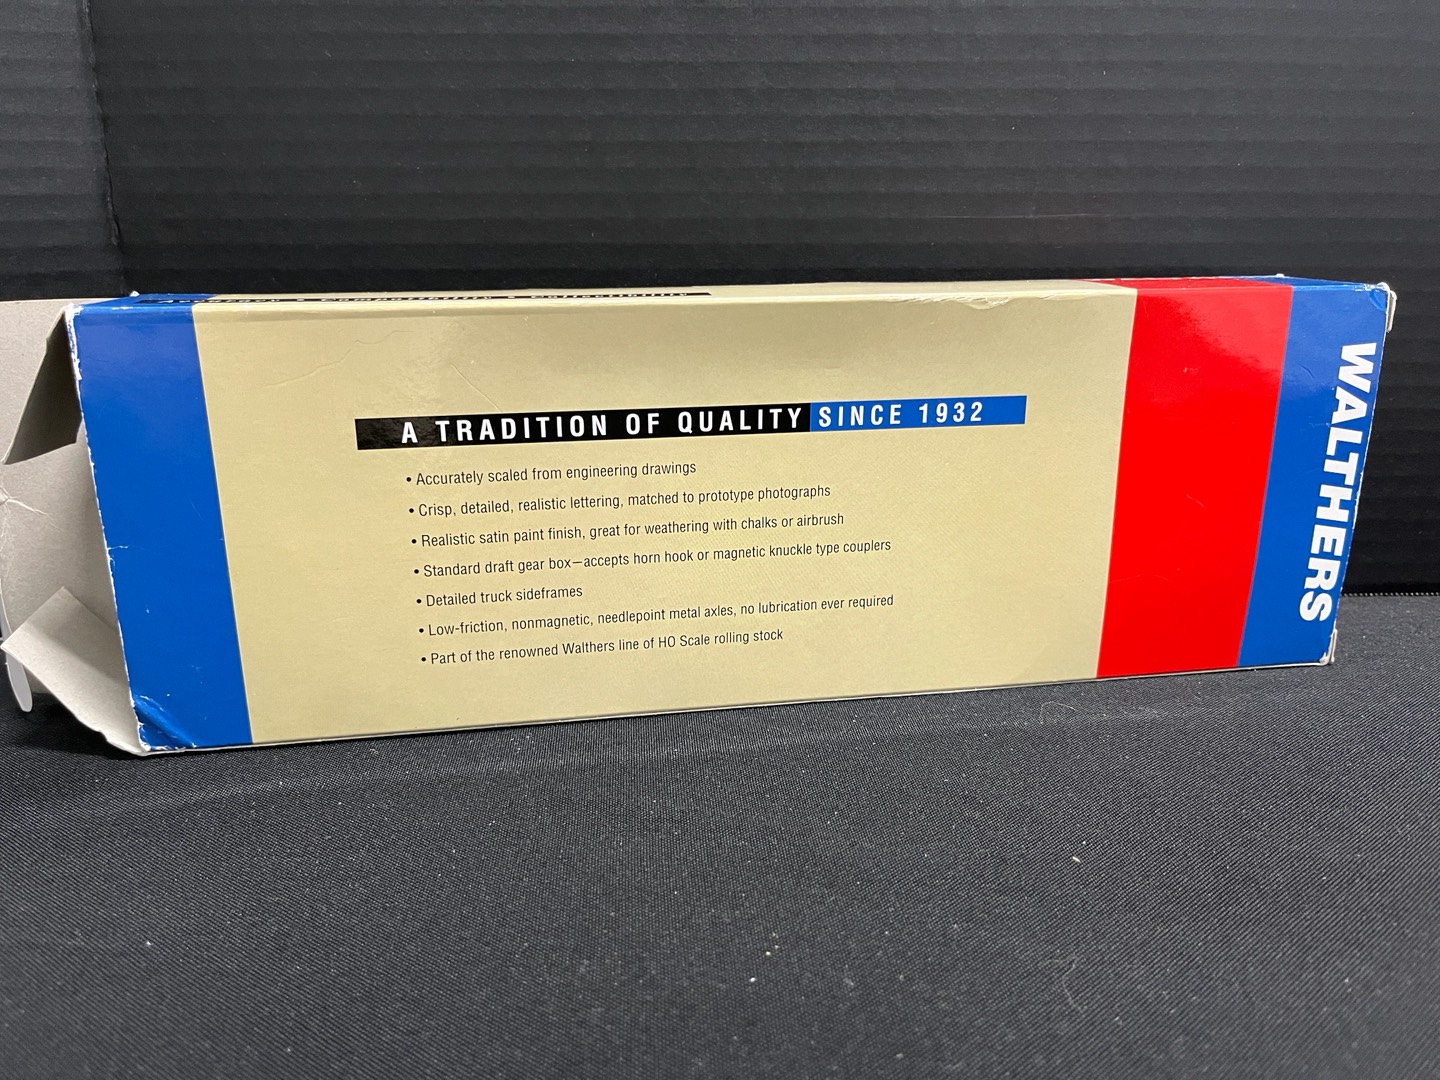 Accuracy • Compatibility • Collectibility
A TRADITION OF QUALITY SINCE 1932
• Accurately scaled from engineering drawings
• Crisp, detailed, realistic lettering, matched to prototype photographs
• Realistic satin paint finish, great for weathering with chalks or airbrush
• Standard draft gear box—accepts horn hook or magnetic knuckle type couplers
• Detailed truck sideframes
• Low-friction, nonmagnetic, needlepoint metal axles, no lubrication ever required
• Part of the renowned Walthers line of HO Scale rolling stock
WALTHERS